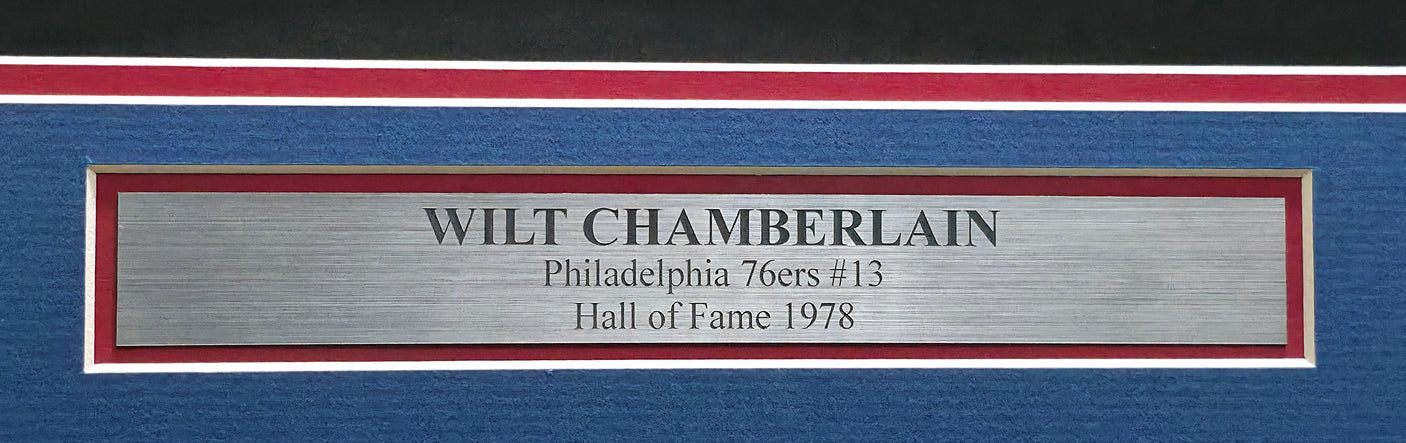 WILT CHAMBERLAIN
Philadelphia 76ers #13
Hall of Fame 1978